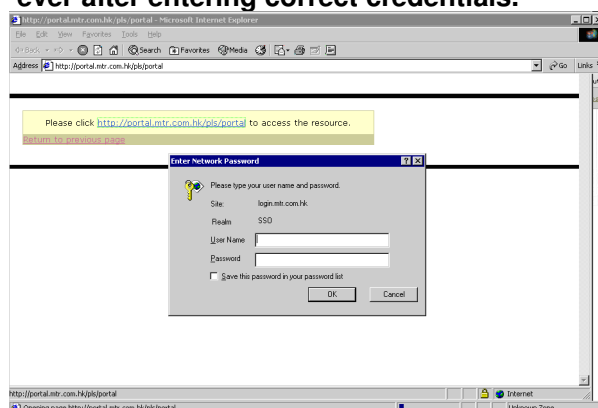 ever after entering correct credentials.
http://portal.mtr.com.hk/pls/portal - Microsoft Internet Explorer
File Edit View Favorites Tools Help
Back Search Favorites Media
Address http://portal.mtr.com.hk/pls/portal Go Links
Please click http://portal.mtr.com.hk/pls/portal to access the resource.
Return to previous page
Enter Network Password
Please type your user name and password.
Site: login.mtr.com.hk
Realm SSO
User Name
Password
Save this password in your password list
OK Cancel
http://portal.mtr.com.hk/pls/portal Internet
Opening page http://portal.mtr.com.hk/pls/portal Unknown Zone